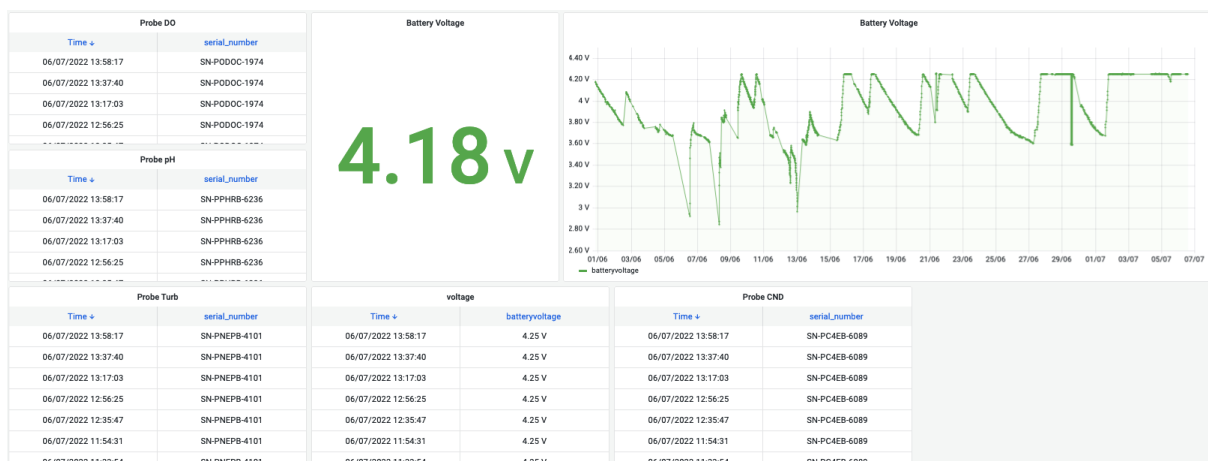 Probe DO
Time ↓ serial_number
06/07/2022 13:58:17 SN-PODOC-1974
06/07/2022 13:37:40 SN-PODOC-1974
06/07/2022 13:17:03 SN-PODOC-1974
06/07/2022 12:56:25 SN-PODOC-1974
Probe pH
Time ↓ serial_number
06/07/2022 13:58:17 SN-PPHRB-6236
06/07/2022 13:37:40 SN-PPHRB-6236
06/07/2022 13:17:03 SN-PPHRB-6236
06/07/2022 12:56:25 SN-PPHRB-6236
Battery Voltage
4.18 V
Battery Voltage
4.40 V
4.20 V
4 V
3.80 V
3.60 V
3.40 V
3.20 V
3 V
2.80 V
2.60 V
01/06 03/06 05/06 07/06 09/06 11/06 13/06 15/06 17/06 19/06 21/06 23/06 25/06 27/06 29/06 01/07 03/07 05/07 07/07
batteryvoltage
Probe Turb
Time ↓ serial_number
06/07/2022 13:58:17 SN-PNEPB-4101
06/07/2022 13:37:40 SN-PNEPB-4101
06/07/2022 13:17:03 SN-PNEPB-4101
06/07/2022 12:56:25 SN-PNEPB-4101
06/07/2022 12:35:47 SN-PNEPB-4101
06/07/2022 11:54:31 SN-PNEPB-4101
voltage
Time ↓ batteryvoltage
06/07/2022 13:58:17 4.25 V
06/07/2022 13:37:40 4.25 V
06/07/2022 13:17:03 4.25 V
06/07/2022 12:56:25 4.25 V
06/07/2022 12:35:47 4.25 V
06/07/2022 11:54:31 4.25 V
Probe CND
Time ↓ serial_number
06/07/2022 13:58:17 SN-PC4EB-6089
06/07/2022 13:37:40 SN-PC4EB-6089
06/07/2022 13:17:03 SN-PC4EB-6089
06/07/2022 12:56:25 SN-PC4EB-6089
06/07/2022 12:35:47 SN-PC4EB-6089
06/07/2022 11:54:31 SN-PC4EB-6089